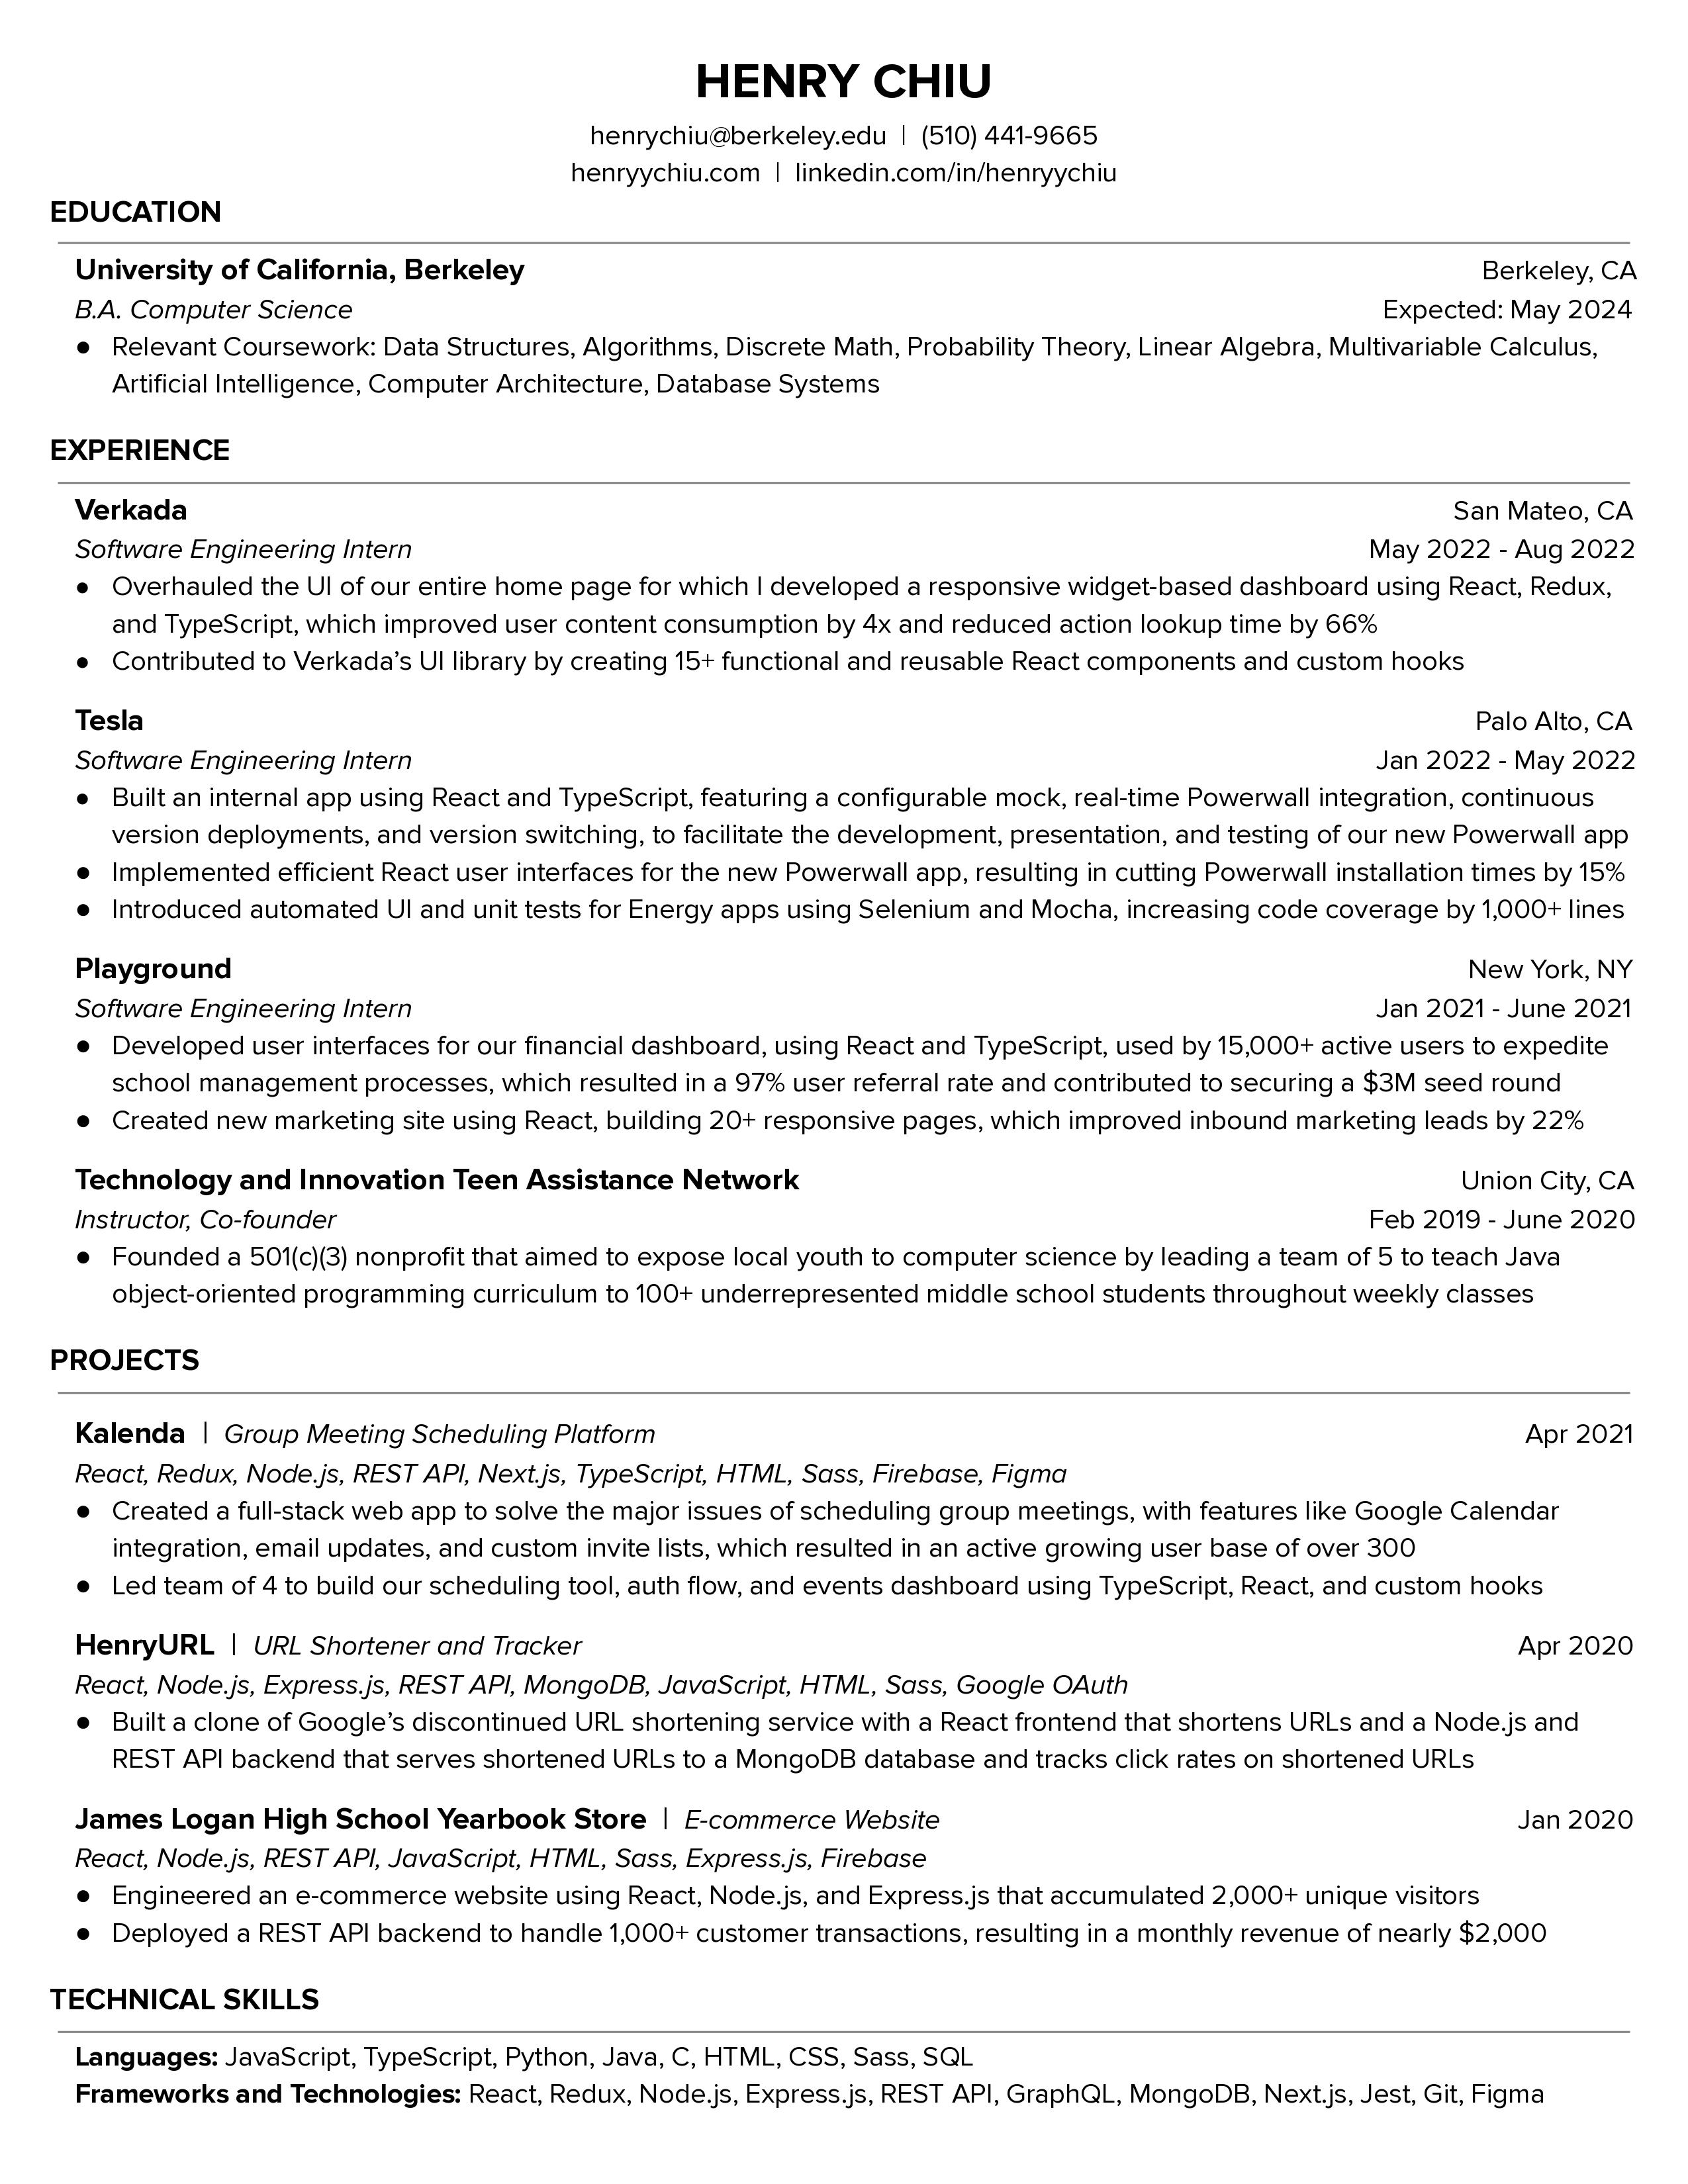 HENRY CHIU
henrychiu@berkeley.edu | (510) 441-9665
henryychiu.com | linkedin.com/in/henryychiu
EDUCATION
University of California, Berkeley Berkeley, CA
B.A. Computer Science Expected: May 2024
● Relevant Coursework: Data Structures, Algorithms, Discrete Math, Probability Theory, Linear Algebra, Multivariable Calculus,
Artificial Intelligence, Computer Architecture, Database Systems
EXPERIENCE
Verkada San Mateo, CA
Software Engineering Intern May 2022 - Aug 2022
● Overhauled the UI of our entire home page for which I developed a responsive widget-based dashboard using React, Redux,
and TypeScript, which improved user content consumption by 4x and reduced action lookup time by 66%
● Contributed to Verkada’s UI library by creating 15+ functional and reusable React components and custom hooks
Tesla Palo Alto, CA
Software Engineering Intern Jan 2022 - May 2022
● Built an internal app using React and TypeScript, featuring a configurable mock, real-time Powerwall integration, continuous
version deployments, and version switching, to facilitate the development, presentation, and testing of our new Powerwall app
● Implemented efficient React user interfaces for the new Powerwall app, resulting in cutting Powerwall installation times by 15%
● Introduced automated UI and unit tests for Energy apps using Selenium and Mocha, increasing code coverage by 1,000+ lines
Playground New York, NY
Software Engineering Intern Jan 2021 - June 2021
● Developed user interfaces for our financial dashboard, using React and TypeScript, used by 15,000+ active users to expedite
school management processes, which resulted in a 97% user referral rate and contributed to securing a $3M seed round
● Created new marketing site using React, building 20+ responsive pages, which improved inbound marketing leads by 22%
Technology and Innovation Teen Assistance Network Union City, CA
Instructor, Co-founder Feb 2019 - June 2020
● Founded a 501(c)(3) nonprofit that aimed to expose local youth to computer science by leading a team of 5 to teach Java
object-oriented programming curriculum to 100+ underrepresented middle school students throughout weekly classes
PROJECTS
Kalenda | Group Meeting Scheduling Platform Apr 2021
React, Redux, Node.js, REST API, Next.js, TypeScript, HTML, Sass, Firebase, Figma
● Created a full-stack web app to solve the major issues of scheduling group meetings, with features like Google Calendar
integration, email updates, and custom invite lists, which resulted in an active growing user base of over 300
● Led team of 4 to build our scheduling tool, auth flow, and events dashboard using TypeScript, React, and custom hooks
HenryURL | URL Shortener and Tracker Apr 2020
React, Node.js, Express.js, REST API, MongoDB, JavaScript, HTML, Sass, Google OAuth
● Built a clone of Google’s discontinued URL shortening service with a React frontend that shortens URLs and a Node.js and
REST API backend that serves shortened URLs to a MongoDB database and tracks click rates on shortened URLs
James Logan High School Yearbook Store | E-commerce Website Jan 2020
React, Node.js, REST API, JavaScript, HTML, Sass, Express.js, Firebase
● Engineered an e-commerce website using React, Node.js, and Express.js that accumulated 2,000+ unique visitors
● Deployed a REST API backend to handle 1,000+ customer transactions, resulting in a monthly revenue of nearly $2,000
TECHNICAL SKILLS
Languages: JavaScript, TypeScript, Python, Java, C, HTML, CSS, Sass, SQL
Frameworks and Technologies: React, Redux, Node.js, Express.js, REST API, GraphQL, MongoDB, Next.js, Jest, Git, Figma